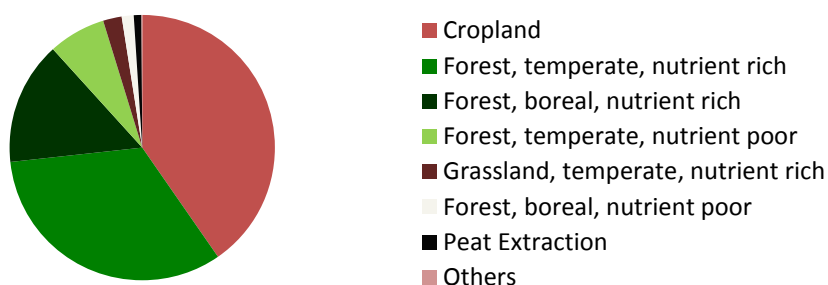 Cropland
Forest, temperate, nutrient rich
Forest, boreal, nutrient rich
Forest, temperate, nutrient poor
Grassland, temperate, nutrient rich
Forest, boreal, nutrient poor
Peat Extraction
Others